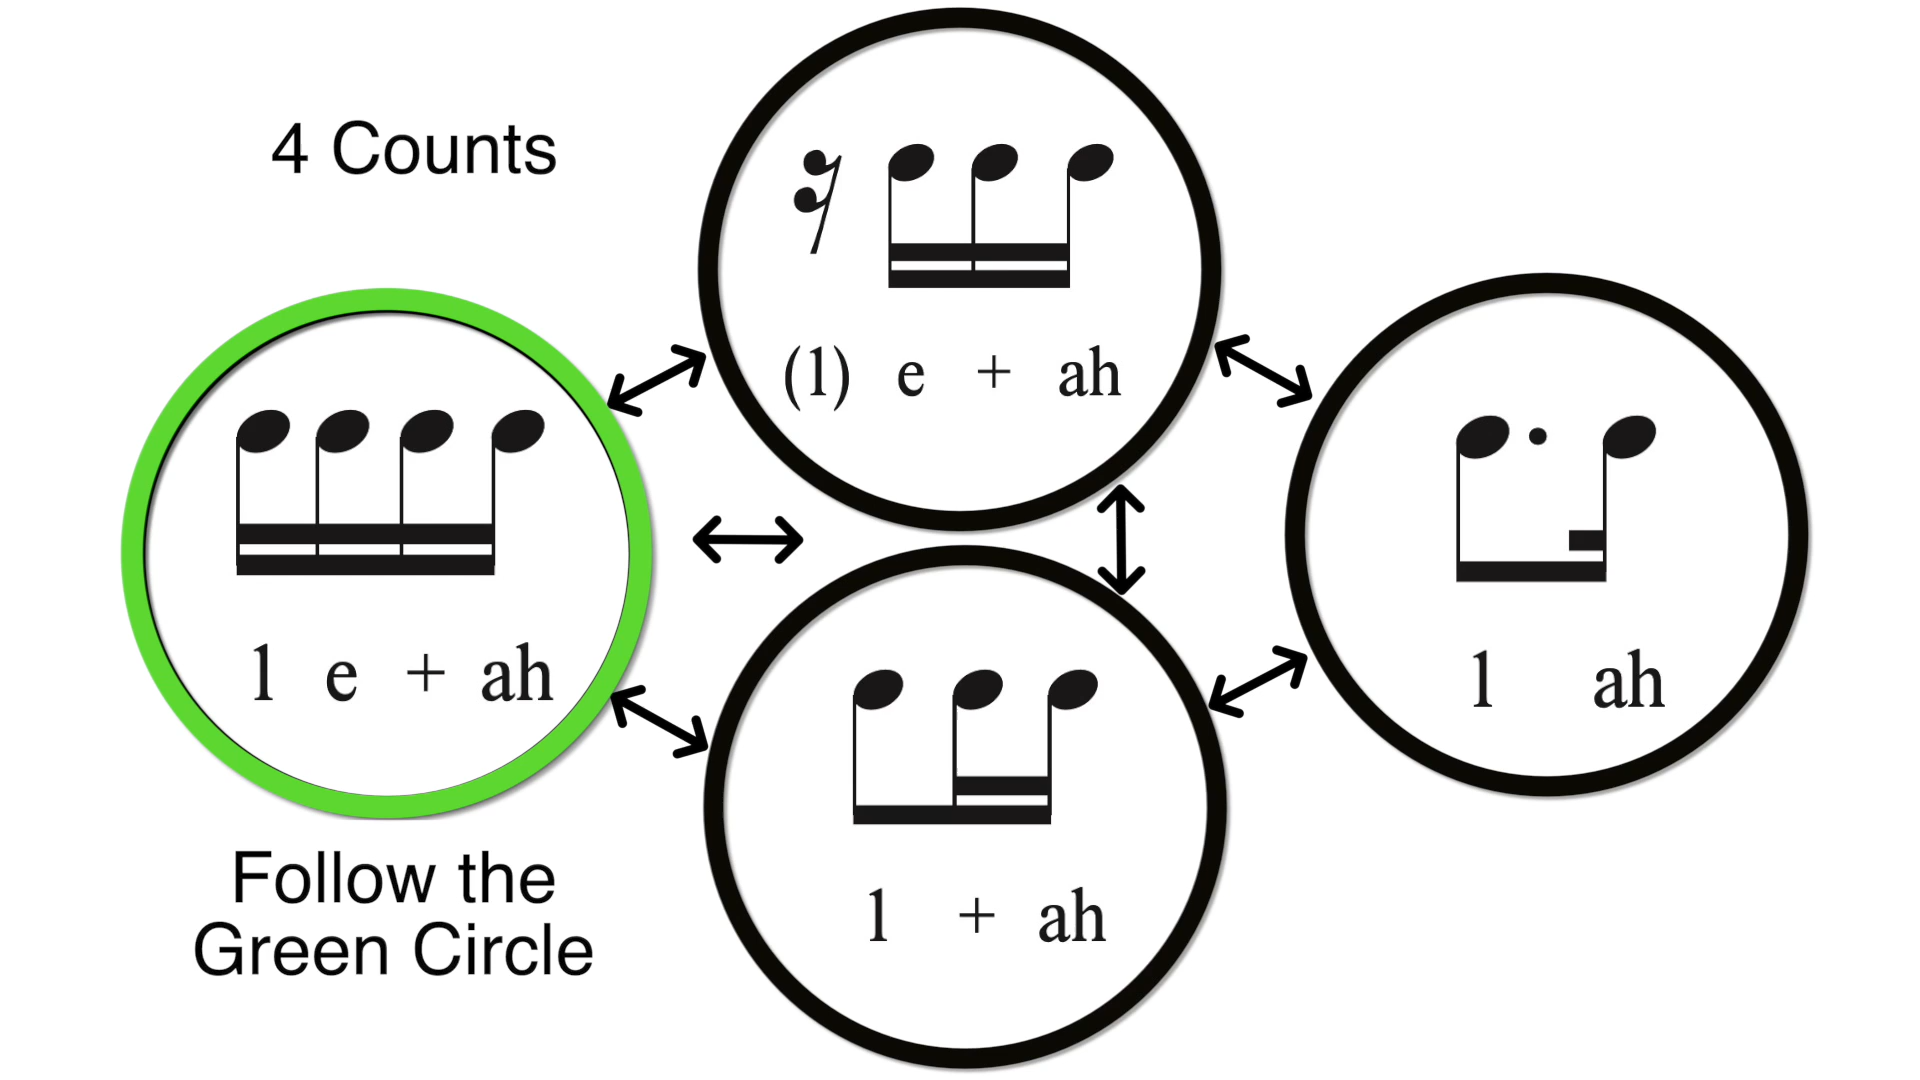 4 Counts
(1) e + ah
1 e + ah
1 ah
1 + ah
Follow the
Green Circle